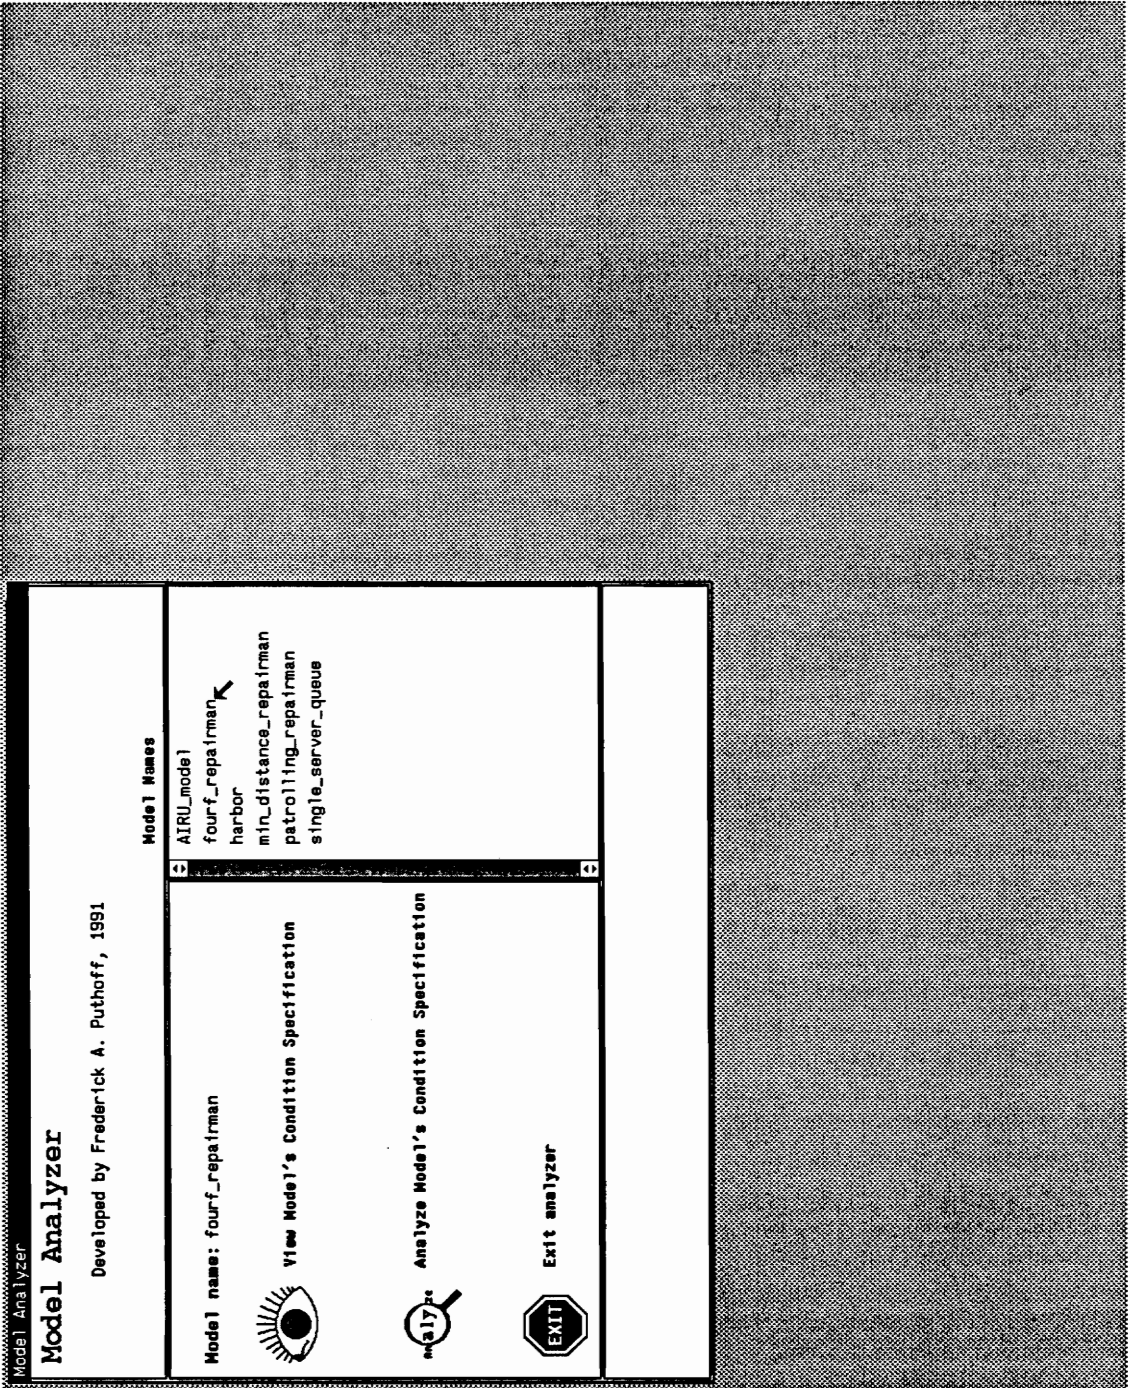 Model Analyzer
Model Analyzer
Developed by Frederick A. Puthoff, 1991
Model Names
Model name: fourf_repairman
AIRU_model
fourf_repairman
harbor
min_distance_repairman
patrolling_repairman
single_server_queue
View Model's Condition Specification
Analyze
Analyze Model's Condition Specification
EXIT
Exit analyzer